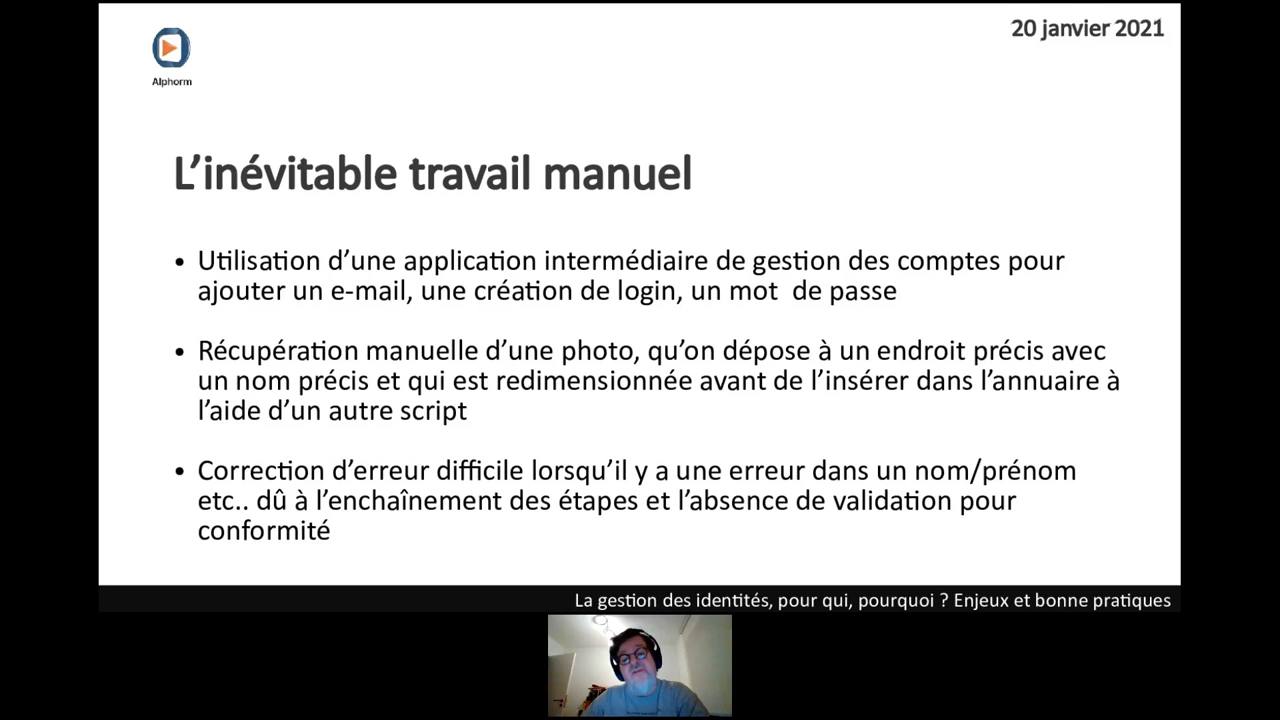 20 janvier 2021
Alphorm
L’inévitable travail manuel
• Utilisation d’une application intermédiaire de gestion des comptes pour
ajouter un e-mail, une création de login, un mot  de passe
• Récupération manuelle d’une photo, qu’on dépose à un endroit précis avec
un nom précis et qui est redimensionnée avant de l’insérer dans l’annuaire à
l’aide d’un autre script
• Correction d’erreur difficile lorsqu’il y a une erreur dans un nom/prénom
etc.. dû à l’enchaînement des étapes et l’absence de validation pour
conformité
La gestion des identités, pour qui, pourquoi ? Enjeux et bonne pratiques